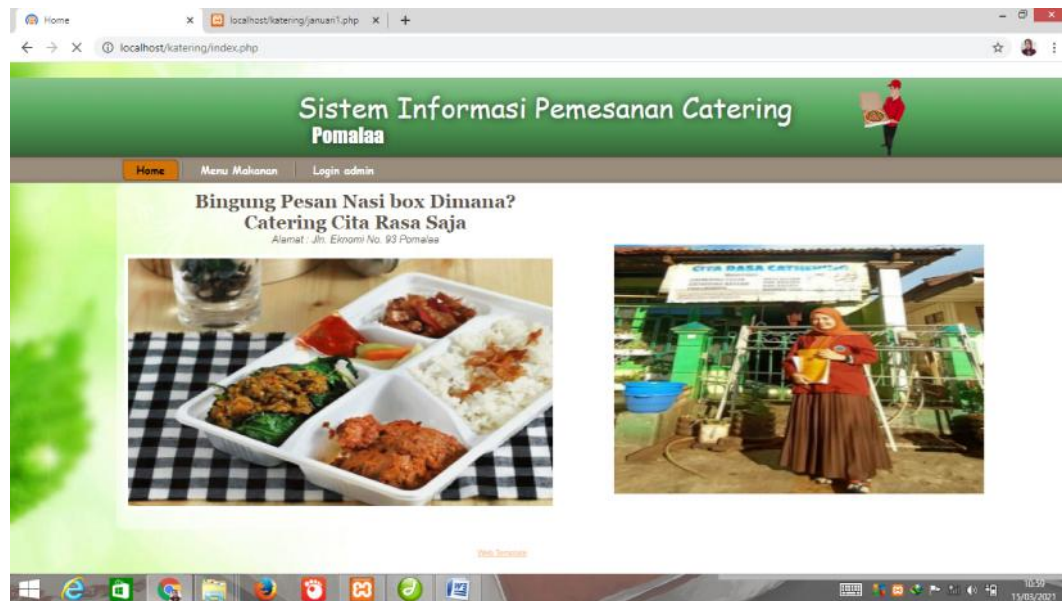 Home
localhost/katering/januari1.php
localhost/katering/index.php
Sistem Informasi Pemesanan Catering
Pomalaa
Home
Menu Makanan
Login admin
Bingung Pesan Nasi box Dimana?
Catering Cita Rasa Saja
Alamat : Jln. Eknomi No. 93 Pomalaa
CITA RASA
Web Template
10:59
15/03/2021